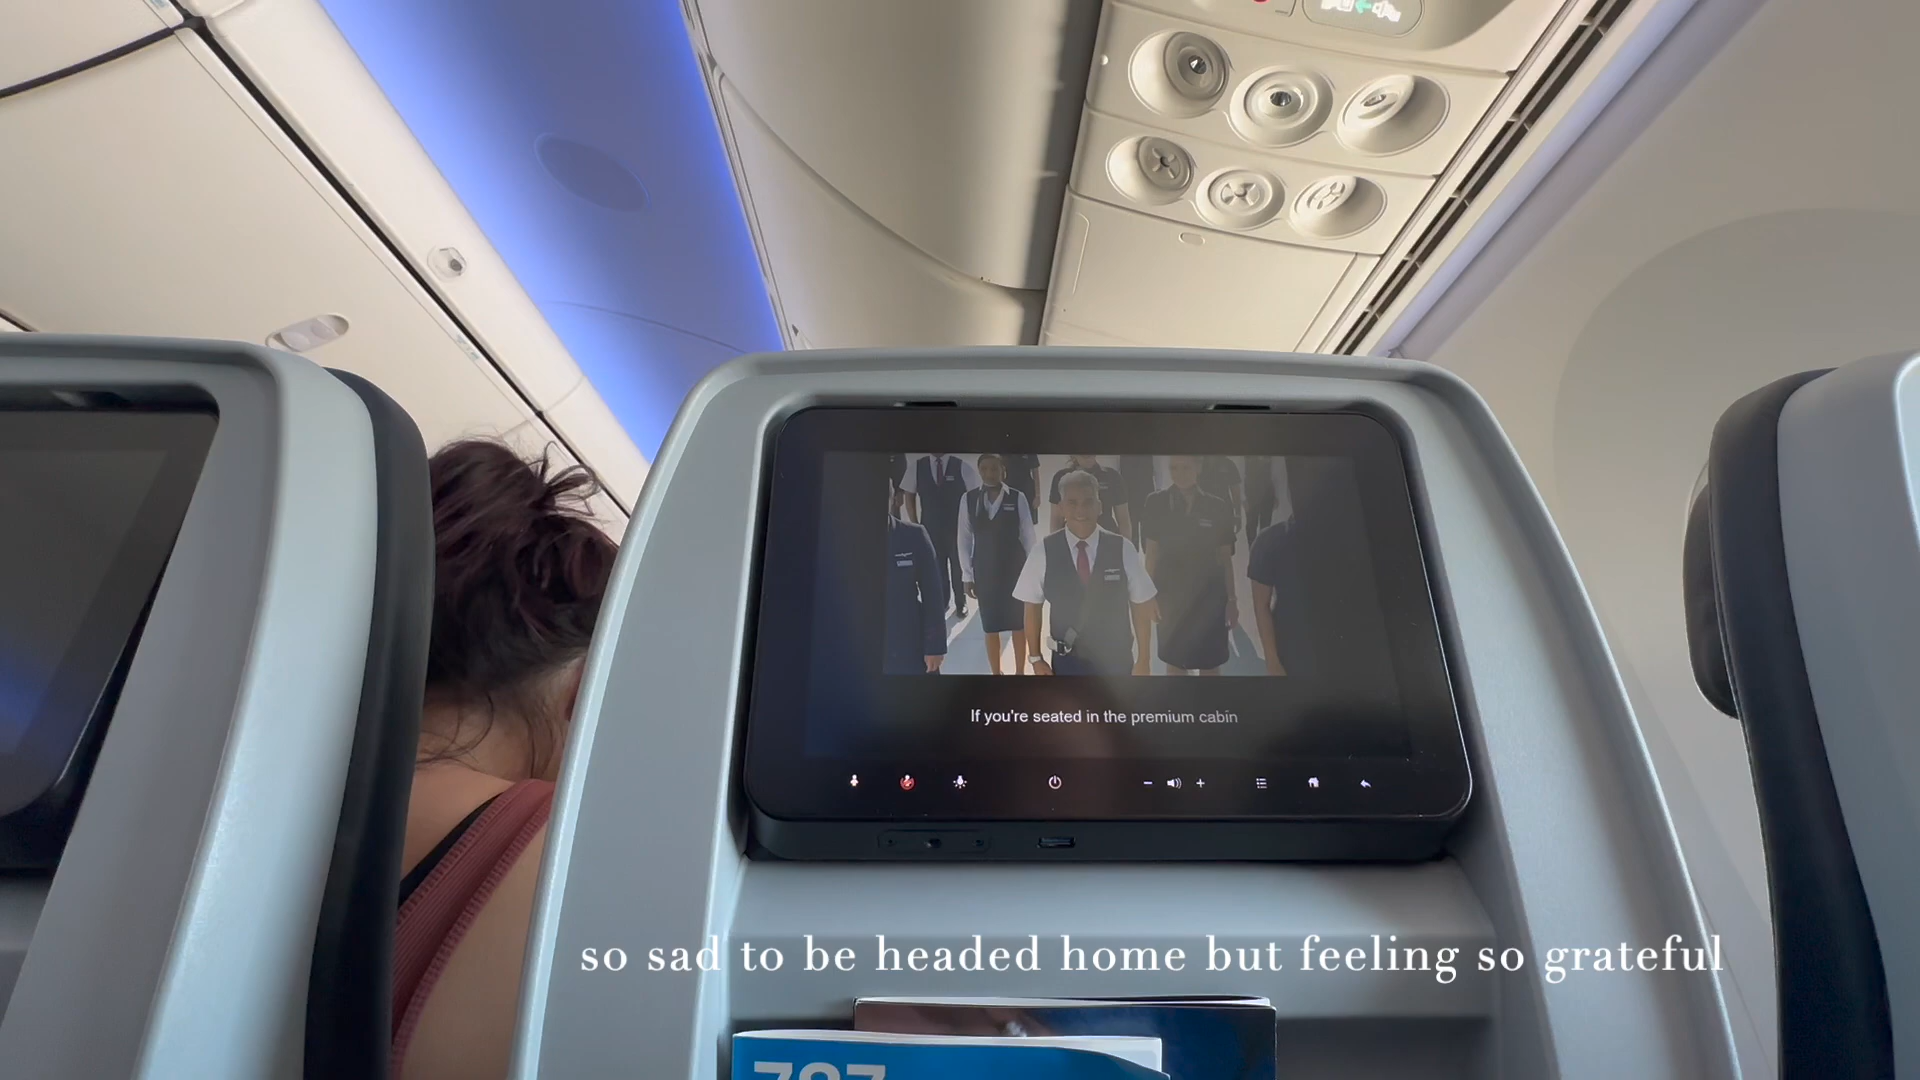 If you're seated in the premium cabin
so sad to be headed home but feeling so grateful